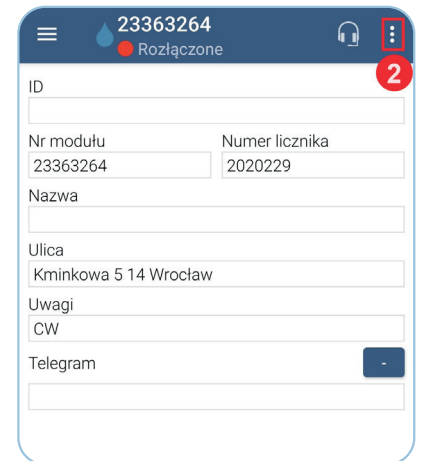 23363264
Rozłączone
2
ID
Nr modułu Numer licznika
23363264 2020229
Nazwa
Ulica
Kminkowa 5 14 Wrocław
Uwagi
CW
Telegram -